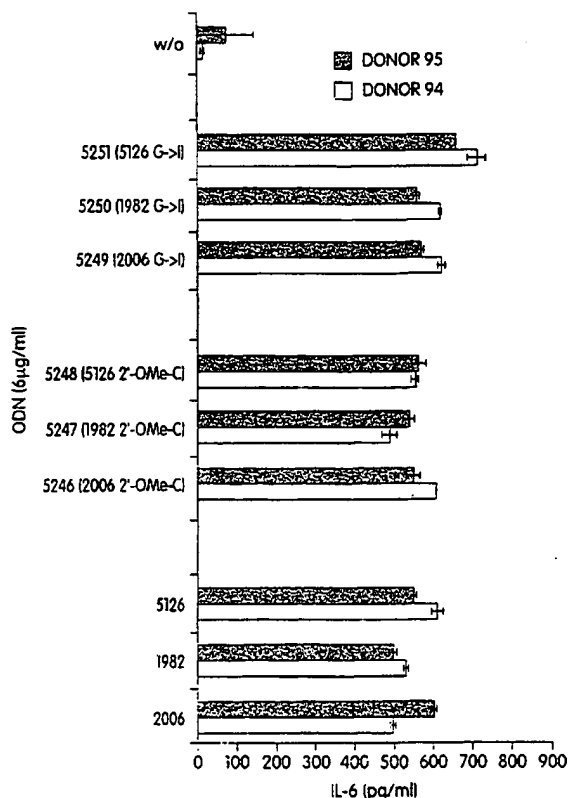 w/o
DONOR 95
DONOR 94
5251 (5126 G->I)
5250 (1982 G->I)
5249 (2006 G->I)
5248 (5126 2'-OMe-C)
5247 (1982 2'-OMe-C)
5246 (2006 2'-OMe-C)
5126
1982
2006
ODN (6µg/ml)
0 100 200 300 400 500 600 700 800 900
IL-6 (pg/ml)